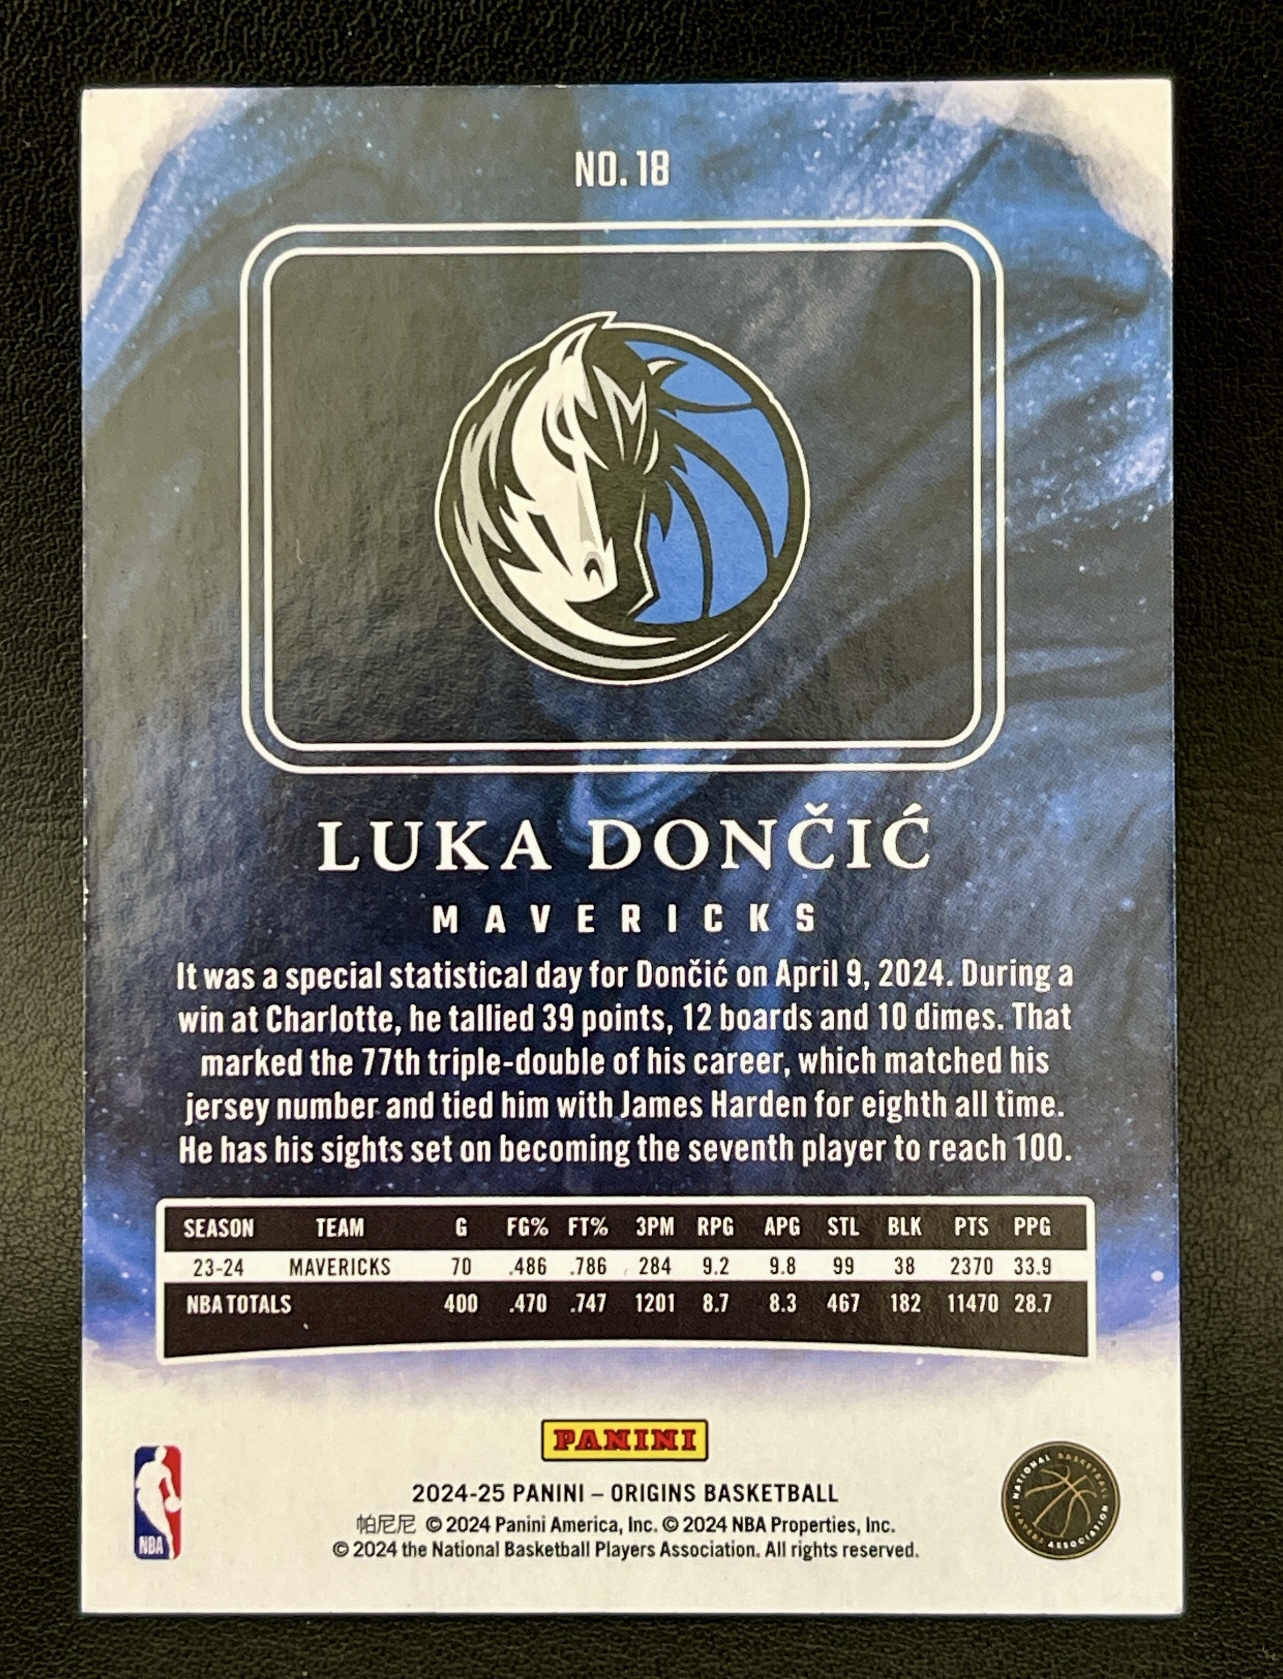 NO. 18
LUKA DONČIĆ
MAVERICKS
It was a special statistical day for Dončić on April 9, 2024. During a
win at Charlotte, he tallied 39 points, 12 boards and 10 dimes. That
marked the 77th triple-double of his career, which matched his
jersey number and tied him with James Harden for eighth all time.
He has his sights set on becoming the seventh player to reach 100.
SEASON TEAM G FG% FT% 3PM RPG APG STL BLK PTS PPG
23-24 MAVERICKS 70 .486 .786 284 9.2 9.8 99 38 2370 33.9
NBA TOTALS 400 .470 .747 1201 8.7 8.3 467 182 11470 28.7
PANINI
NBA
NATIONAL BASKETBALL
PLAYERS ASSOCIATION
2024-25 PANINI – ORIGINS BASKETBALL
帕尼尼 © 2024 Panini America, Inc. © 2024 NBA Properties, Inc.
© 2024 the National Basketball Players Association. All rights reserved.